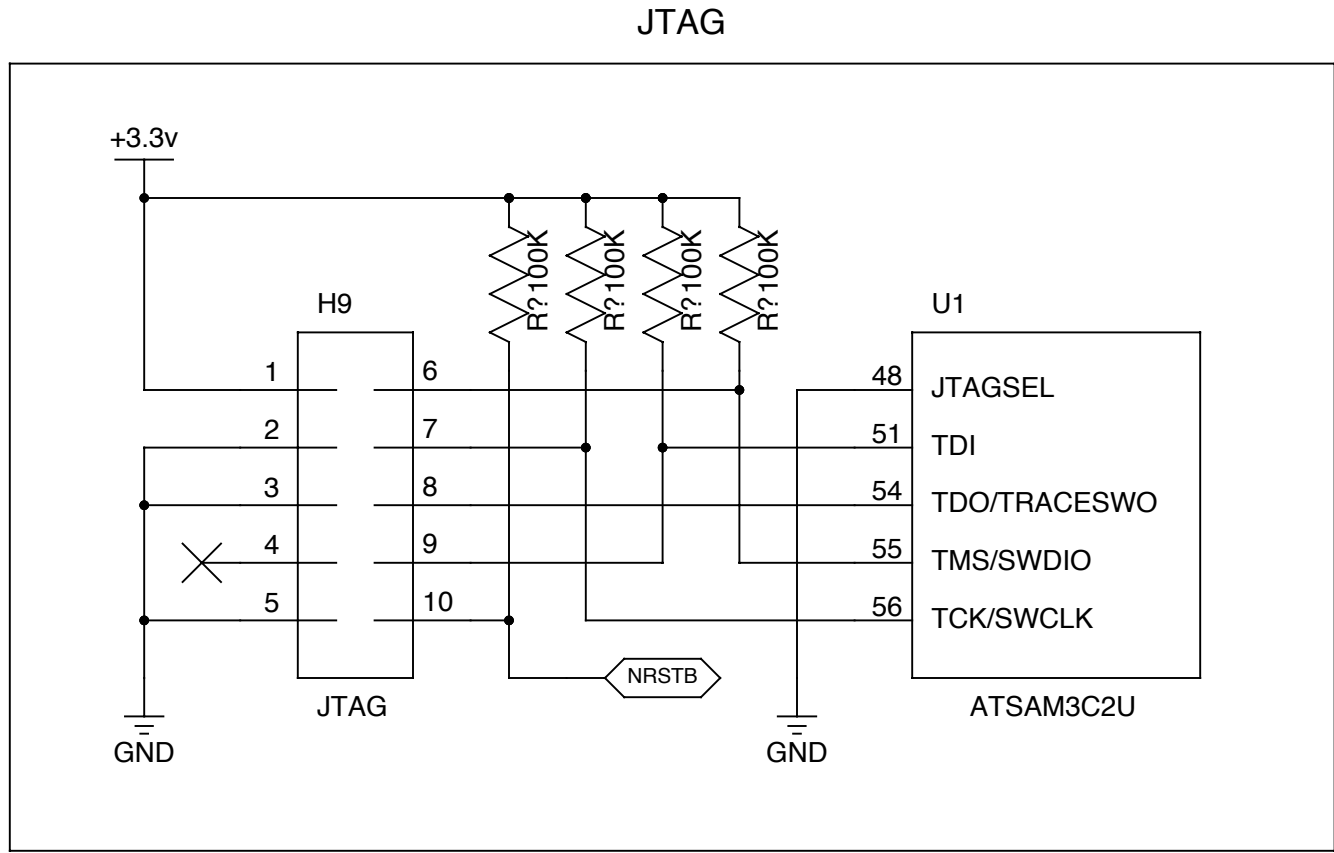 JTAG
+3.3v
R?100K
R?100K
R?100K
R?100K
H9
U1
1
6
48
JTAGSEL
2
7
51
TDI
3
8
54
TDO/TRACESWO
4
9
55
TMS/SWDIO
5
10
56
TCK/SWCLK
NRSTB
JTAG
ATSAM3C2U
GND
GND